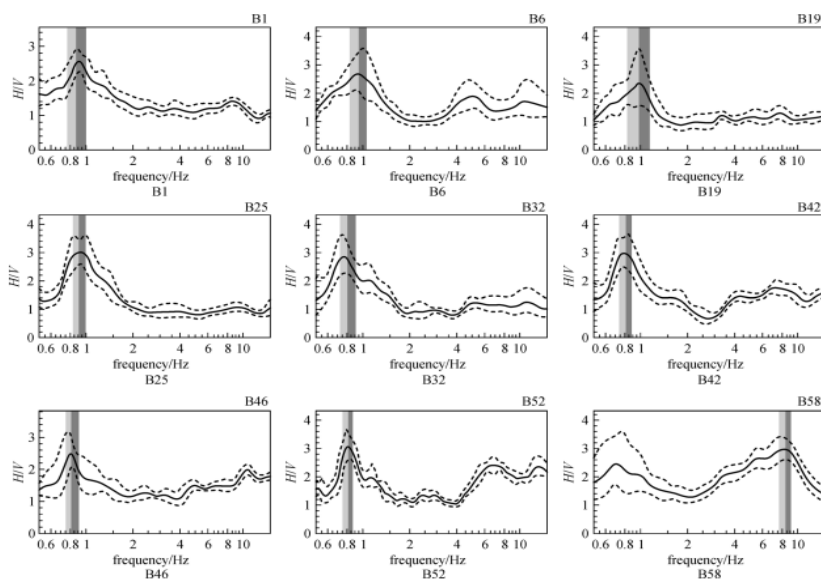 B1 B6 B19
3 4 4
H/V 2 H/V 3 H/V 3
2 2
1 1 1
0 0 0
0.6 0.8 1 2 4 6 8 10 0.6 0.8 1 2 4 6 8 10 0.6 0.8 1 2 4 6 8 10
frequency/Hz frequency/Hz frequency/Hz
B1 B6 B19
B25 B32 B42
4 4 4
H/V 3 H/V 3 H/V 3
2 2 2
1 1 1
0 0 0
0.6 0.8 1 2 4 6 8 10 0.6 0.8 1 2 4 6 8 10 0.6 0.8 1 2 4 6 8 10
frequency/Hz frequency/Hz frequency/Hz
B25 B32 B42
B46 B52 B58
3 4 4
H/V 2 H/V 3 H/V 3
2 2
1 1 1
0 0 0
0.6 0.8 1 2 4 6 8 10 0.6 0.8 1 2 4 6 8 10 0.6 0.8 1 2 4 6 8 10
frequency/Hz frequency/Hz frequency/Hz
B46 B52 B58